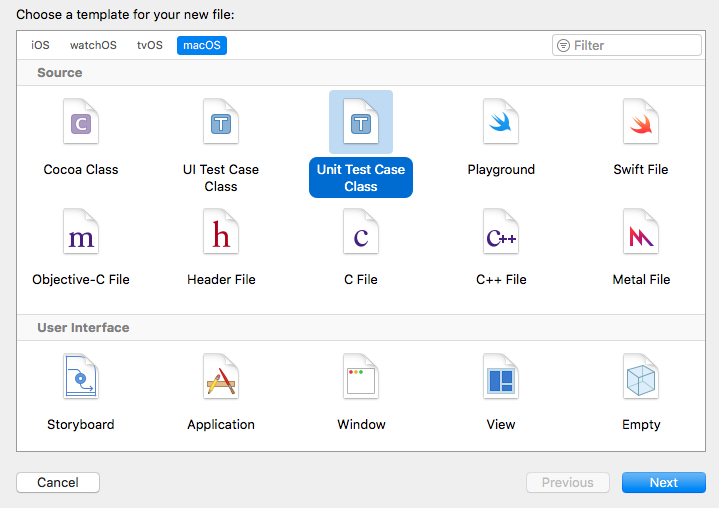 Choose a template for your new file:
iOS watchOS tvOS macOS Filter
Source
C T T
Cocoa Class UI Test Case Class Unit Test Case Class Playground Swift File
m h c C++
Objective-C File Header File C File C++ File Metal File
User Interface
Storyboard Application Window View Empty
Cancel Previous Next